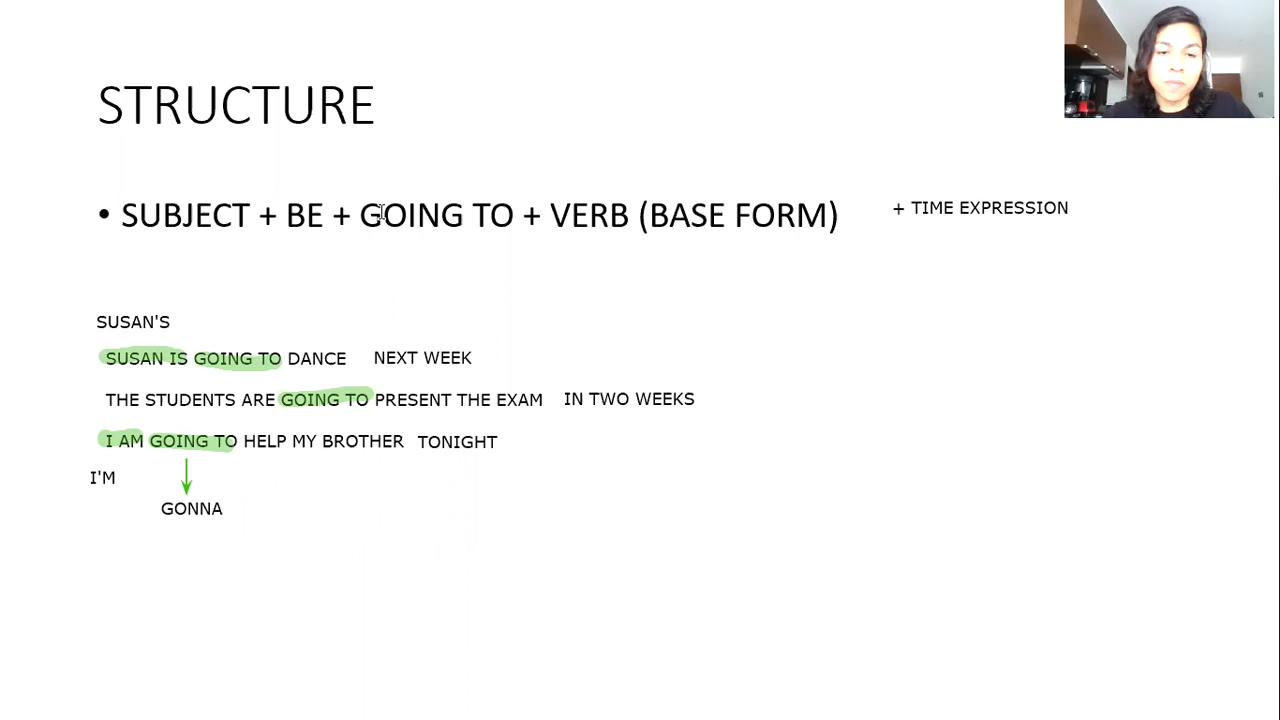 STRUCTURE
• SUBJECT + BE + GOING TO + VERB (BASE FORM) + TIME EXPRESSION
SUSAN'S
SUSAN IS GOING TO DANCE NEXT WEEK
THE STUDENTS ARE GOING TO PRESENT THE EXAM IN TWO WEEKS
I AM GOING TO HELP MY BROTHER TONIGHT
I'M
GONNA